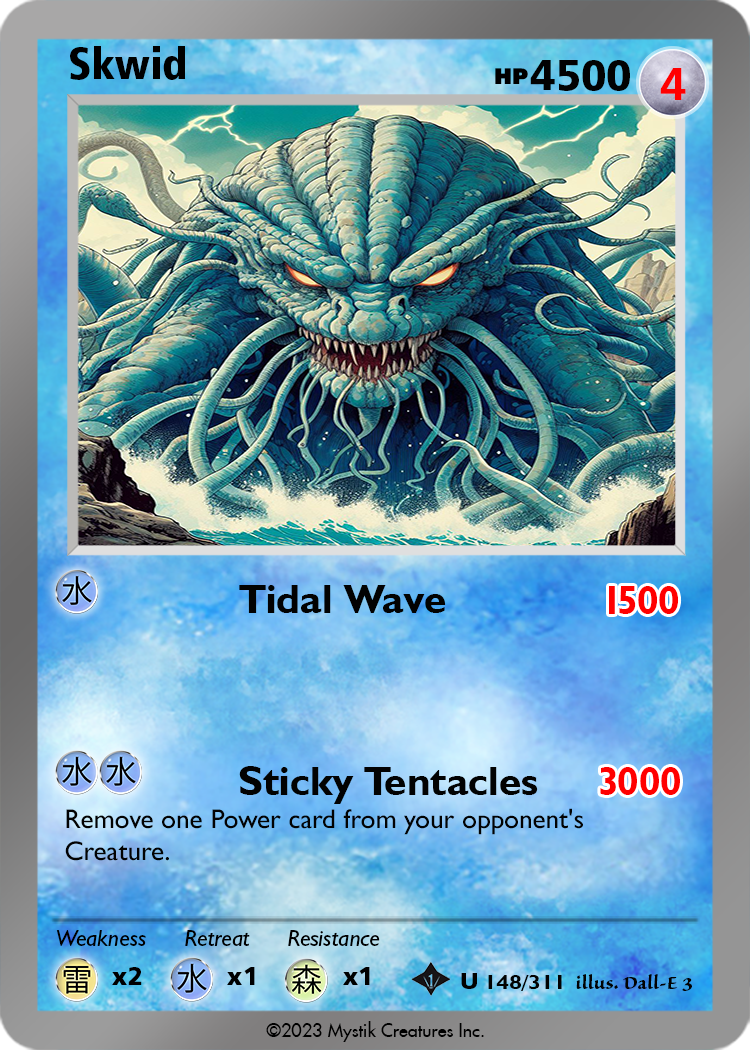 Skwid
HP4500
4
水
Tidal Wave
1500
水 水
Sticky Tentacles
3000
Remove one Power card from your opponent's
Creature.
Weakness Retreat Resistance
雷 x2 水 x1 森 x1 1 U 148/311 illus. Dall-E 3
©2023 Mystik Creatures Inc.